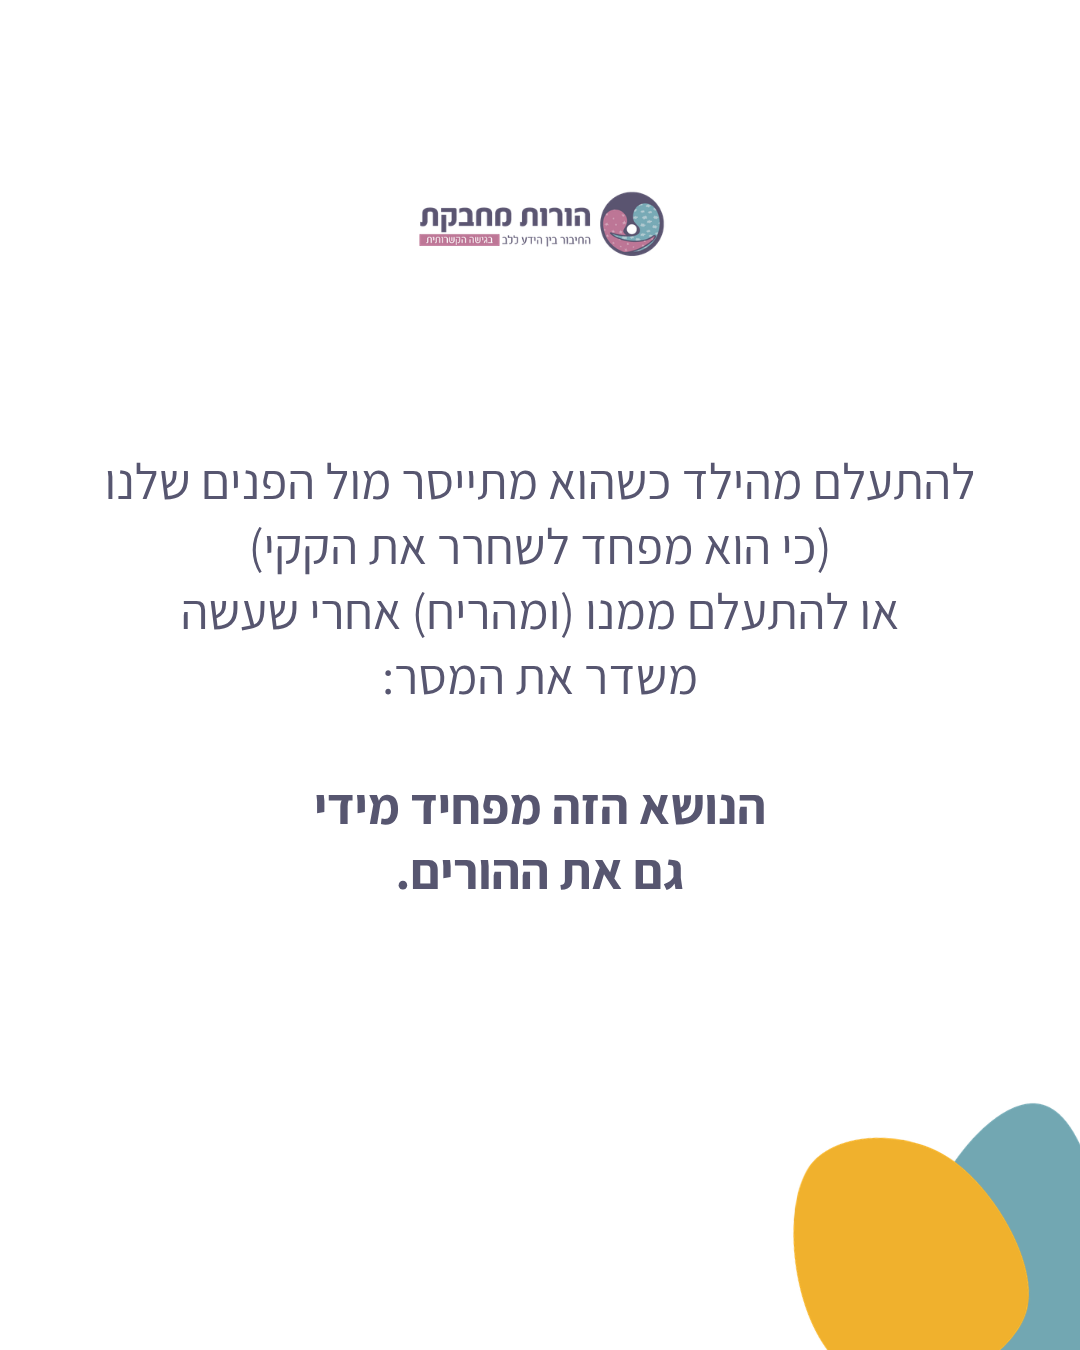 הורות מחבקת
החיבור בין הידע ללב בגישה הקשרותית
להתעלם מהילד כשהוא מתייסר מול הפנים שלנו
(כי הוא מפחד לשחרר את הקקי)
או להתעלם ממנו (ומהריח) אחרי שעשה
משדר את המסר:
הנושא הזה מפחיד מידי
גם את ההורים.